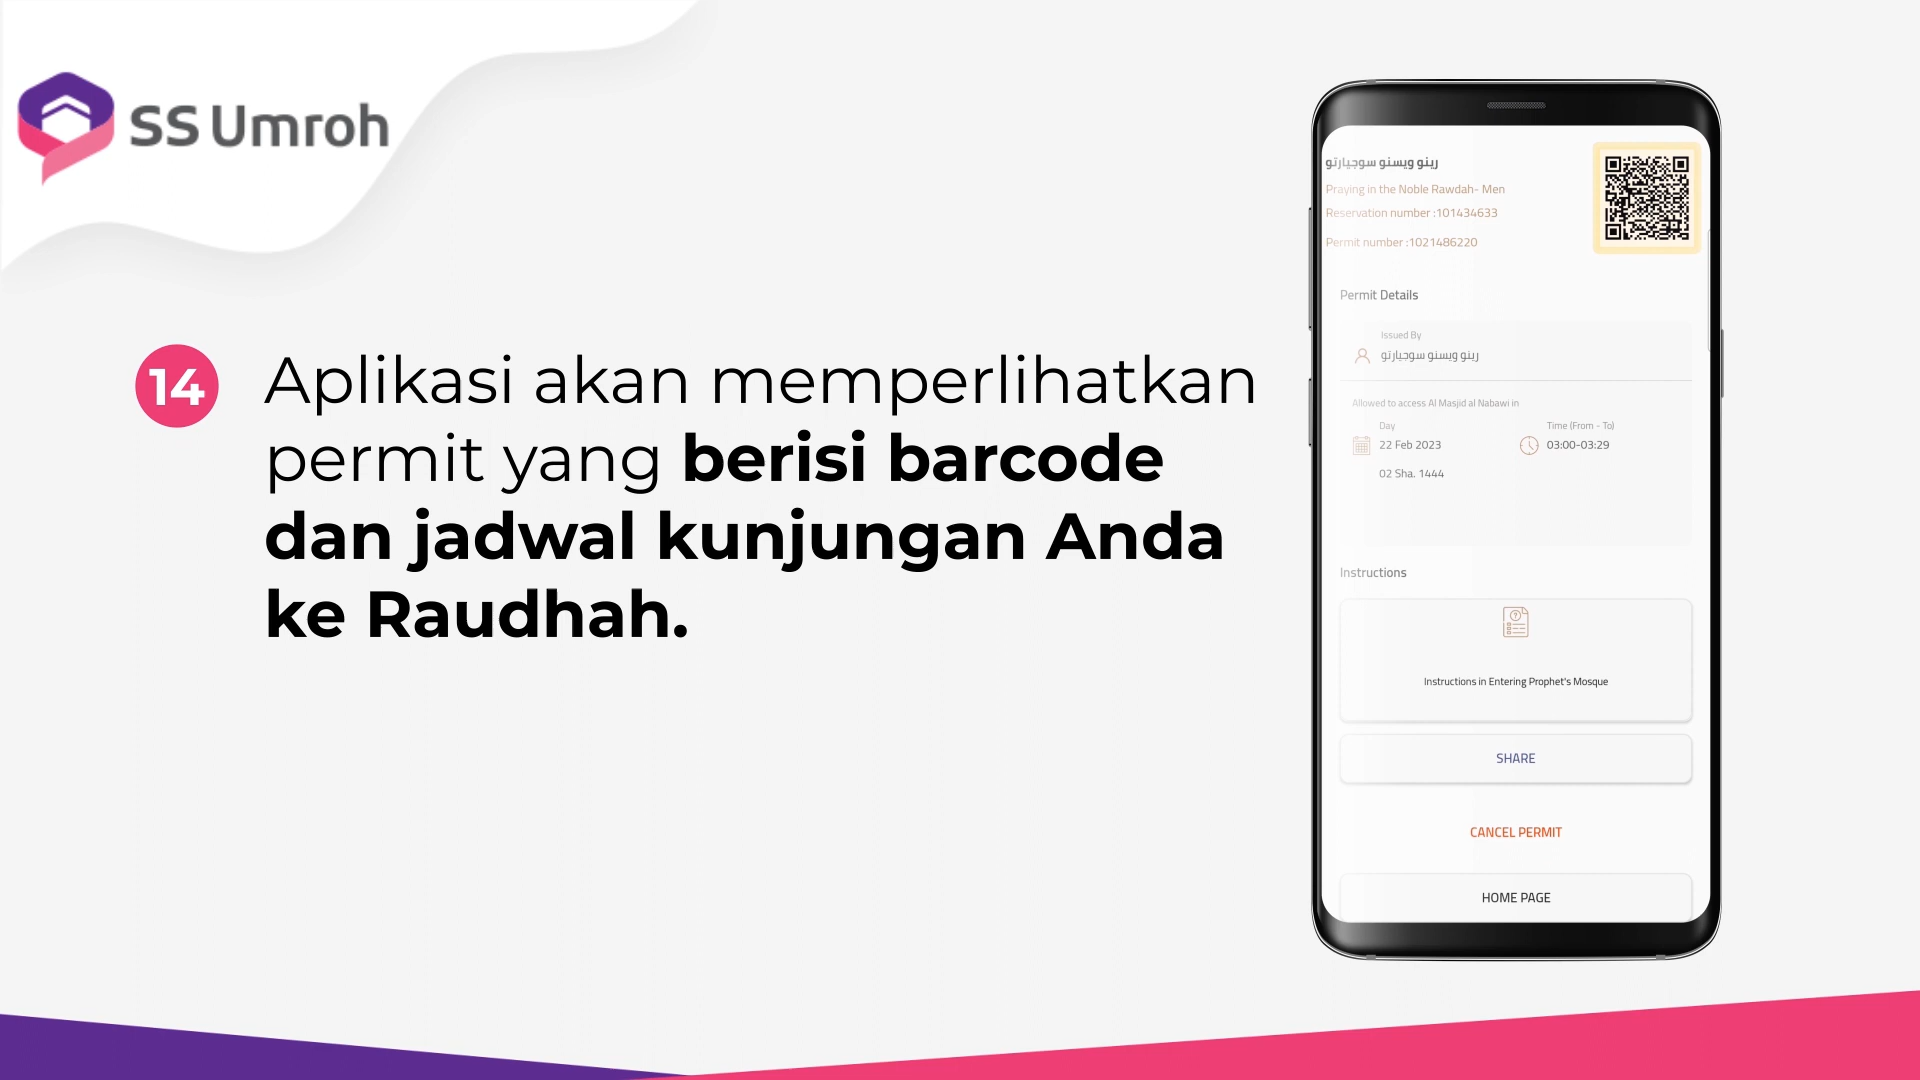 SS Umroh
14
Aplikasi akan memperlihatkan
permit yang berisi barcode
dan jadwal kunjungan Anda
ke Raudhah.
رينو ويسنو سوجيارتو
Praying in the Noble Rawdah- Men
Reservation number :101434633
Permit number :1021486220
Permit Details
Issued By
رينو ويسنو سوجيارتو
Allowed to access Al Masjid al Nabawi in
Day
Time (From - To)
22 Feb 2023
03:00-03:29
02 Sha. 1444
Instructions
Instructions in Entering Prophet's Mosque
SHARE
CANCEL PERMIT
HOME PAGE